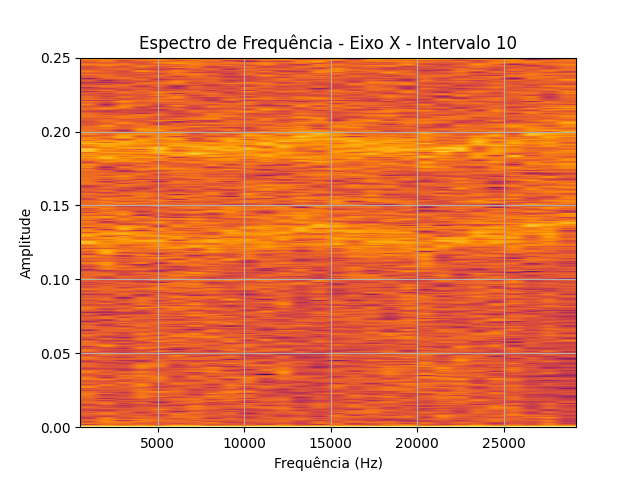 Espectro de Frequência - Eixo X - Intervalo 10
Amplitude
0.25
0.20
0.15
0.10
0.05
0.00
5000 10000 15000 20000 25000
Frequência (Hz)